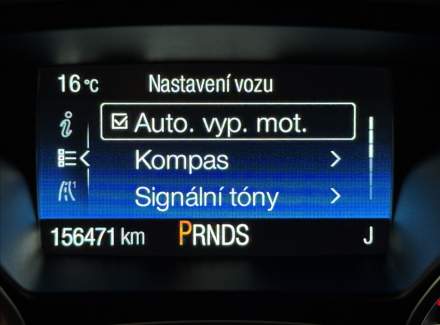 16 °C Nastavení vozu
Auto. vyp. mot.
Kompas
Signální tóny
156471 km PRNDS J